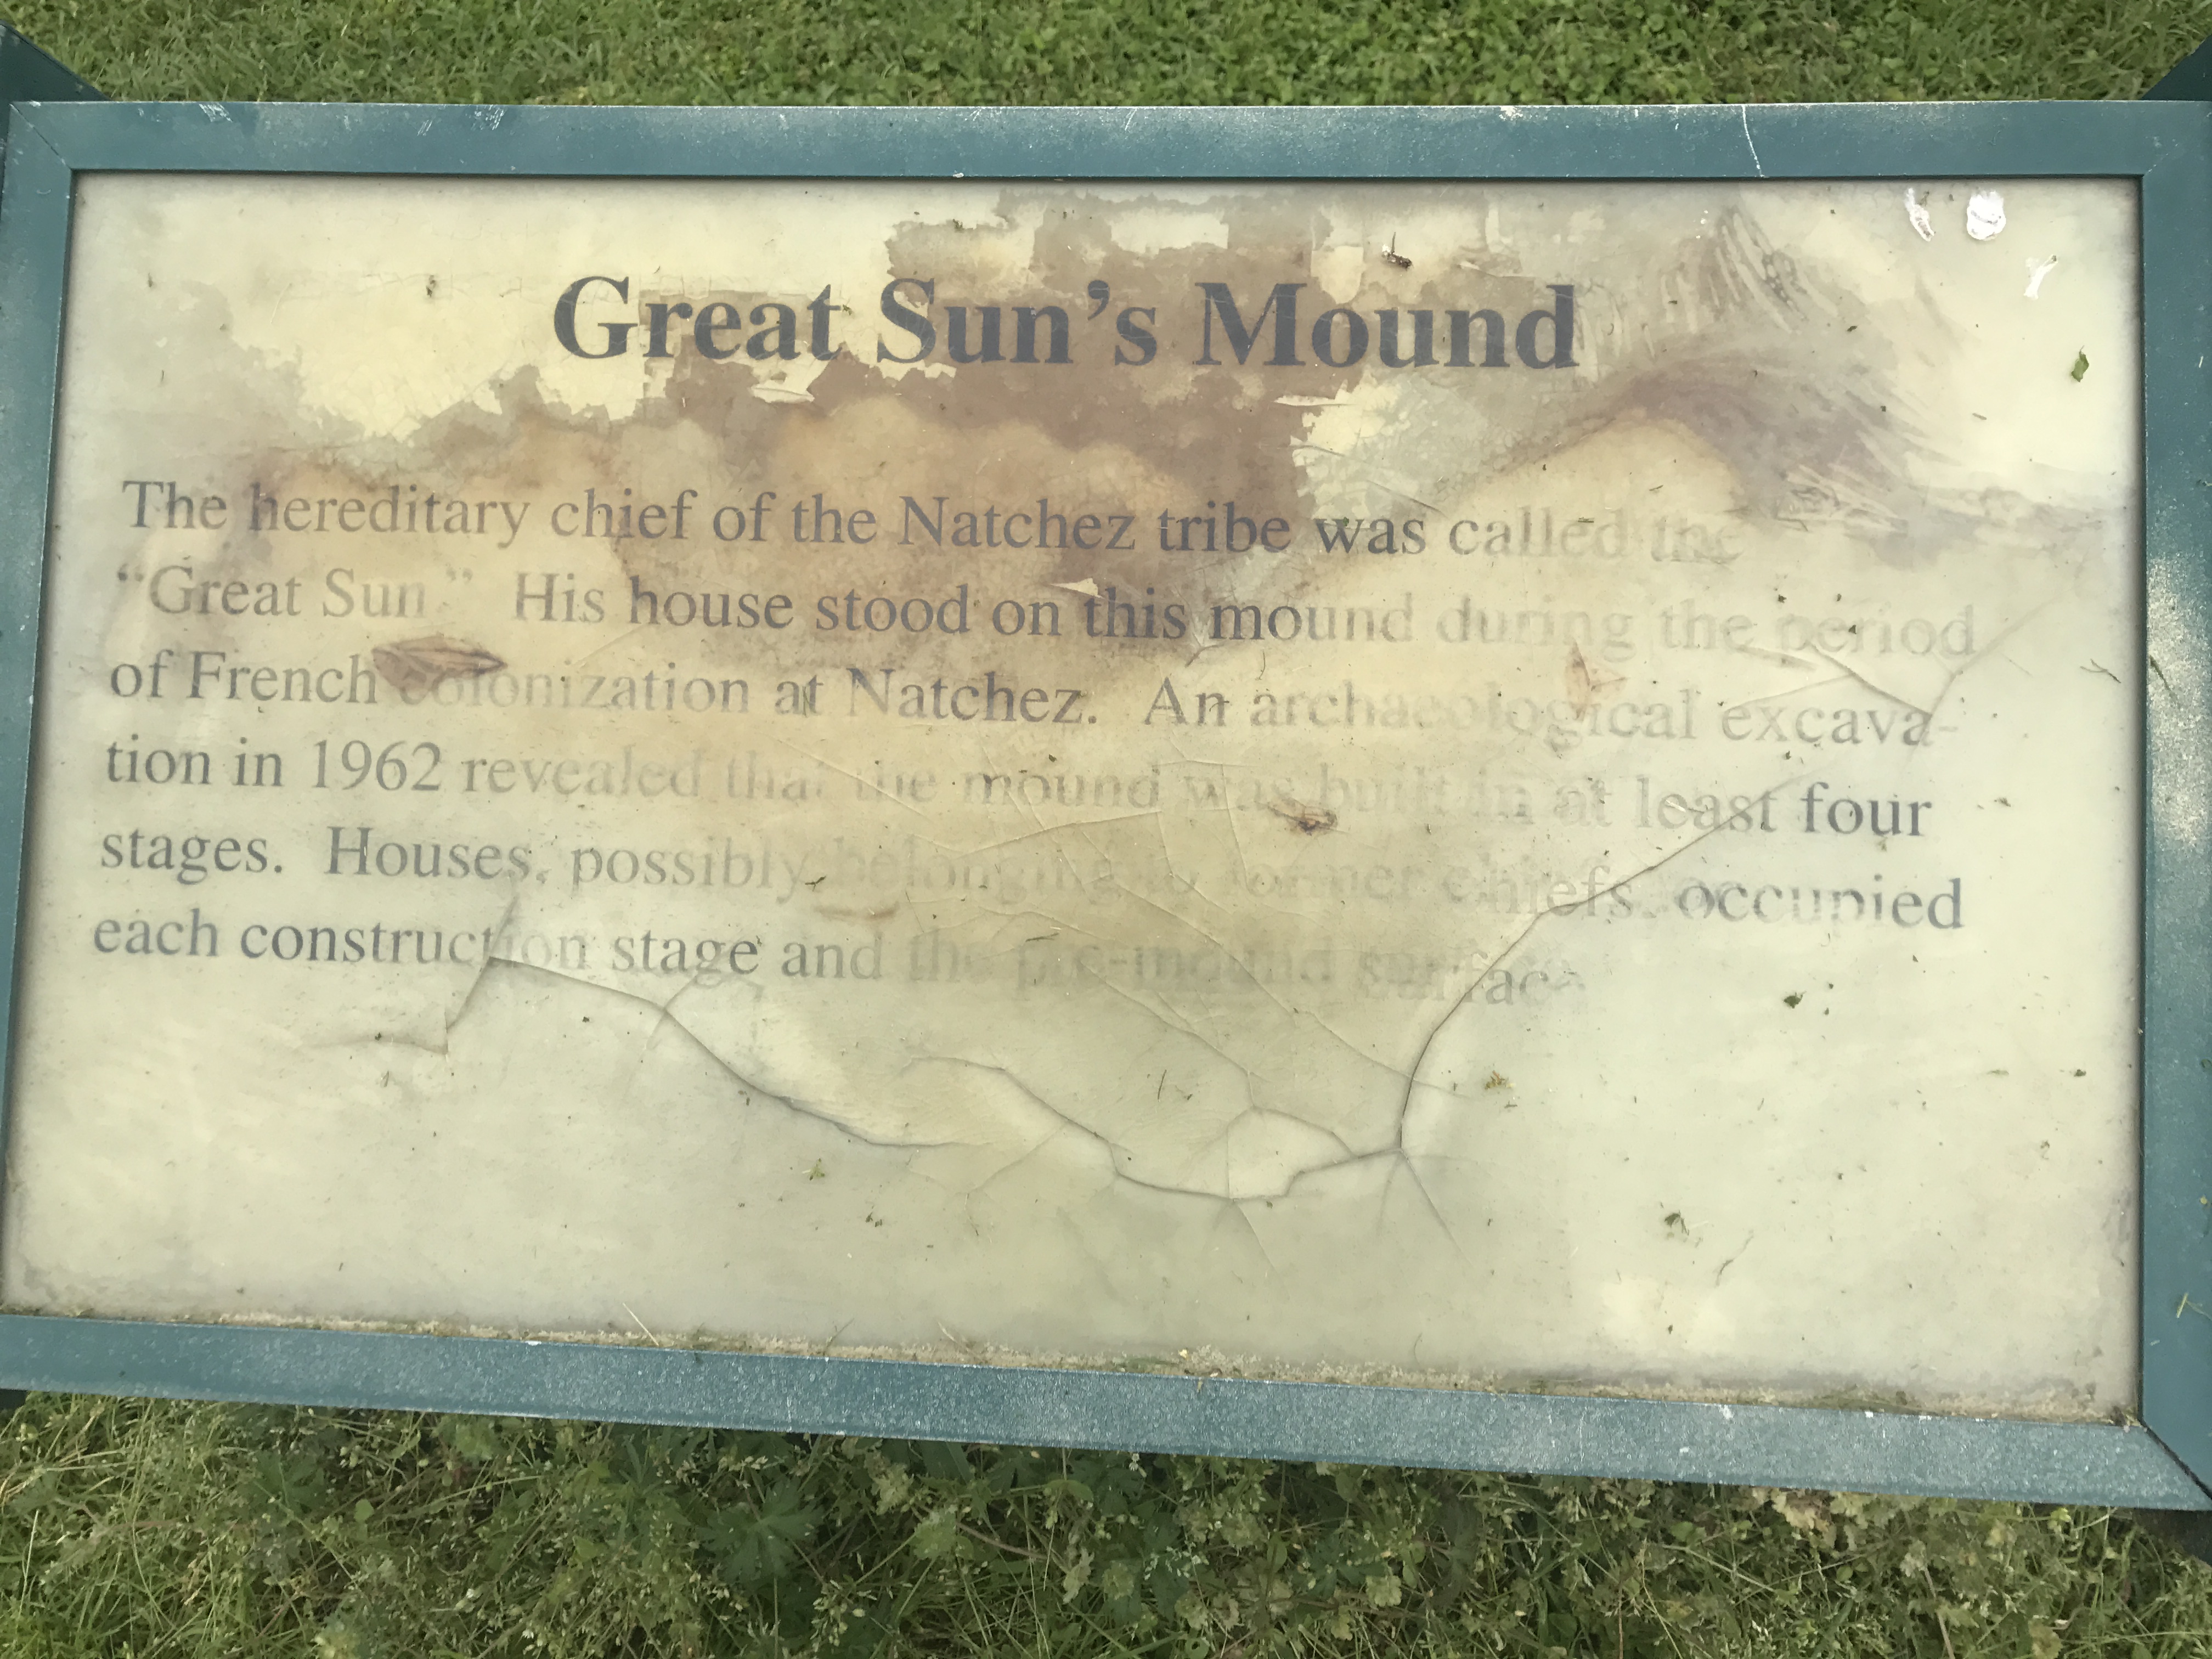 Great Sun's Mound
The hereditary chief of the Natchez tribe was called the
“Great Sun.” His house stood on this mound during the period
of French colonization at Natchez. An archaeological excava-
tion in 1962 revealed that the mound was built in at least four
stages. Houses, possibly belonging to former chiefs, occupied
each construction stage and the pre-mound surface